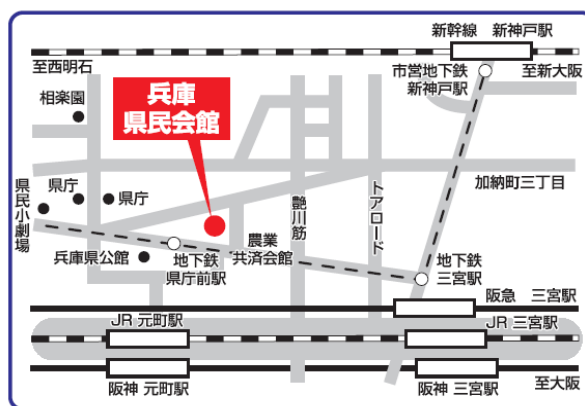 新幹線 新神戸駅
至西明石
市営地下鉄
新神戸駅
至新大阪
相楽園
兵庫
県民会館
加納町三丁目
県庁
県庁
県民小劇場
鯉川筋
トアロード
農業
共済会館
兵庫県公館
地下鉄
県庁前駅
地下鉄
三宮駅
阪急 三宮駅
JR 元町駅
JR 三宮駅
阪神 元町駅
阪神 三宮駅
至大阪